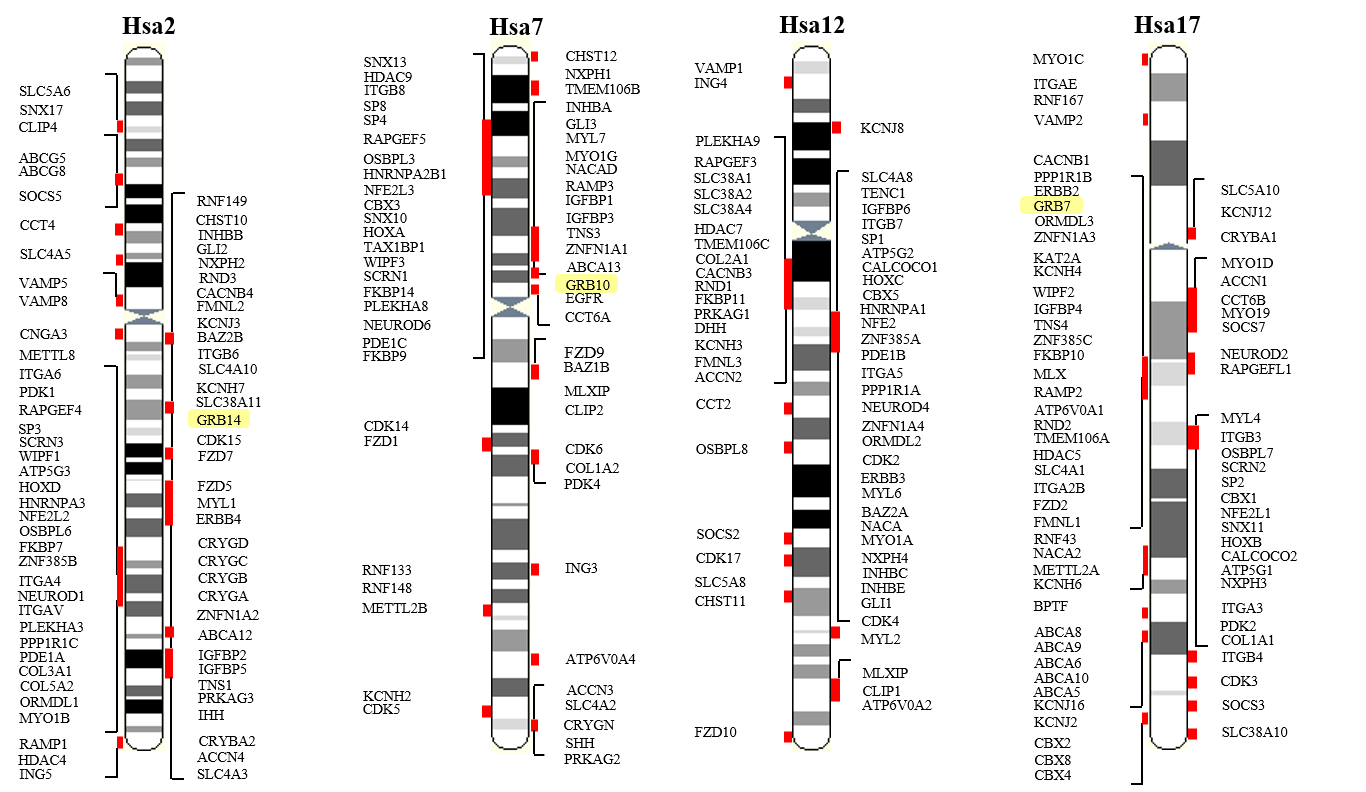 Hsa2
SLC5A6
SNX17
CLIP4
ABCG5
ABCG8
SOCS5
CCT4
SLC4A5
VAMP5
VAMP8
CNGA3
METTL8
ITGA6
PDK1
RAPGEF4
SP3
SCRN3
WIPF1
ATP5G3
HOXD
HNRNPA3
NFE2L2
OSBPL6
FKBP7
ZNF385B
ITGA4
NEUROD1
ITGAV
PLEKHA3
PPP1R1C
PDE1A
COL3A1
COL5A2
ORMDL1
MYO1B
RAMP1
HDAC4
ING5
RNF149
CHST10
INHBB
GLI2
NXPH2
RND3
CACNB4
FMNL2
KCNJ3
BAZ2B
ITGB6
SLC4A10
KCNH7
SLC38A11
GRB14
CDK15
FZD7
FZD5
MYL1
ERBB4
CRYGD
CRYGC
CRYGB
CRYGA
ZNFN1A2
ABCA12
IGFBP2
IGFBP5
TNS1
PRKAG3
IHH
CRYBA2
ACCN4
SLC4A3
Hsa7
SNX13
HDAC9
ITGB8
SP8
SP4
RAPGEF5
OSBPL3
HNRNPA2B1
NFE2L3
CBX3
SNX10
HOXA
TAX1BP1
WIPF3
SCRN1
FKBP14
PLEKHA8
NEUROD6
PDE1C
FKBP9
CDK14
FZD1
RNF133
RNF148
METTL2B
KCNH2
CDK5
CHST12
NXPH1
TMEM106B
INHBA
GLI3
MYL7
MYO1G
NACAD
RAMP3
IGFBP1
IGFBP3
TNS3
ZNFN1A1
ABCA13
GRB10
EGFR
CCT6A
FZD9
BAZ1B
MLXIP
CLIP2
CDK6
COL1A2
PDK4
ING3
ATP6V0A4
ACCN3
SLC4A2
CRYGN
SHH
PRKAG2
Hsa12
VAMP1
ING4
PLEKHA9
RAPGEF3
SLC38A1
SLC38A2
SLC38A4
HDAC7
TMEM106C
COL2A1
CACNB3
RND1
FKBP11
PRKAG1
DHH
KCNH3
FMNL3
ACCN2
CCT2
OSBPL8
SOCS2
CDK17
SLC5A8
CHST11
FZD10
KCNJ8
SLC4A8
TENC1
IGFBP6
ITGB7
SP1
ATP5G2
CALCOCO1
HOXC
CBX5
HNRNPA1
NFE2
ZNF385A
PDE1B
ITGA5
PPP1R1A
NEUROD4
ZNFN1A4
ORMDL2
CDK2
ERBB3
MYL6
BAZ2A
NACA
MYO1A
NXPH4
INHBC
INHBE
GLI1
CDK4
MYL2
MLXIP
CLIP1
ATP6V0A2
Hsa17
MYO1C
ITGAE
RNF167
VAMP2
CACNB1
PPP1R1B
ERBB2
GRB7
ORMDL3
ZNFN1A3
KAT2A
KCNH4
WIPF2
IGFBP4
TNS4
ZNF385C
FKBP10
MLX
RAMP2
ATP6V0A1
RND2
TMEM106A
HDAC5
SLC4A1
ITGA2B
FZD2
FMNL1
RNF43
NACA2
METTL2A
KCNH6
BPTF
ABCA8
ABCA9
ABCA6
ABCA10
ABCA5
KCNJ16
KCNJ2
CBX2
CBX8
CBX4
SLC5A10
KCNJ12
CRYBA1
MYO1D
ACCN1
CCT6B
MYO19
SOCS7
NEUROD2
RAPGEFL1
MYL4
ITGB3
OSBPL7
SCRN2
SP2
CBX1
NFE2L1
SNX11
HOXB
CALCOCO2
ATP5G1
NXPH3
ITGA3
PDK2
COL1A1
ITGB4
CDK3
SOCS3
SLC38A10